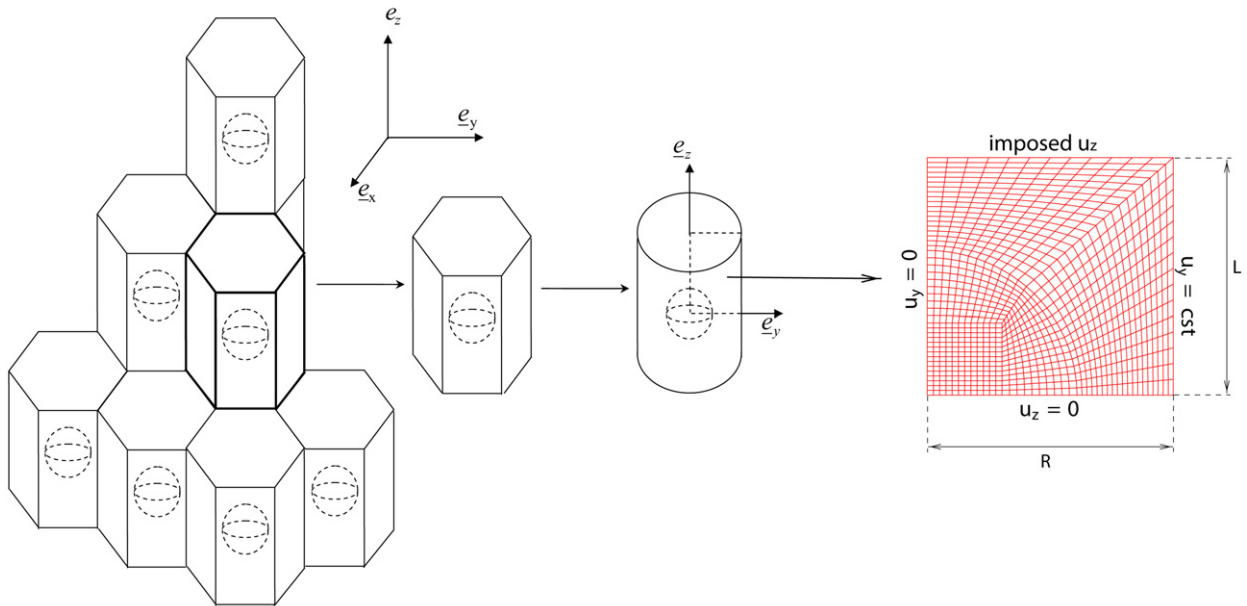 e_z
e_y
e_x
e_z
e_y
imposed u_z
u_y = 0
u_y = cst
L
u_z = 0
R